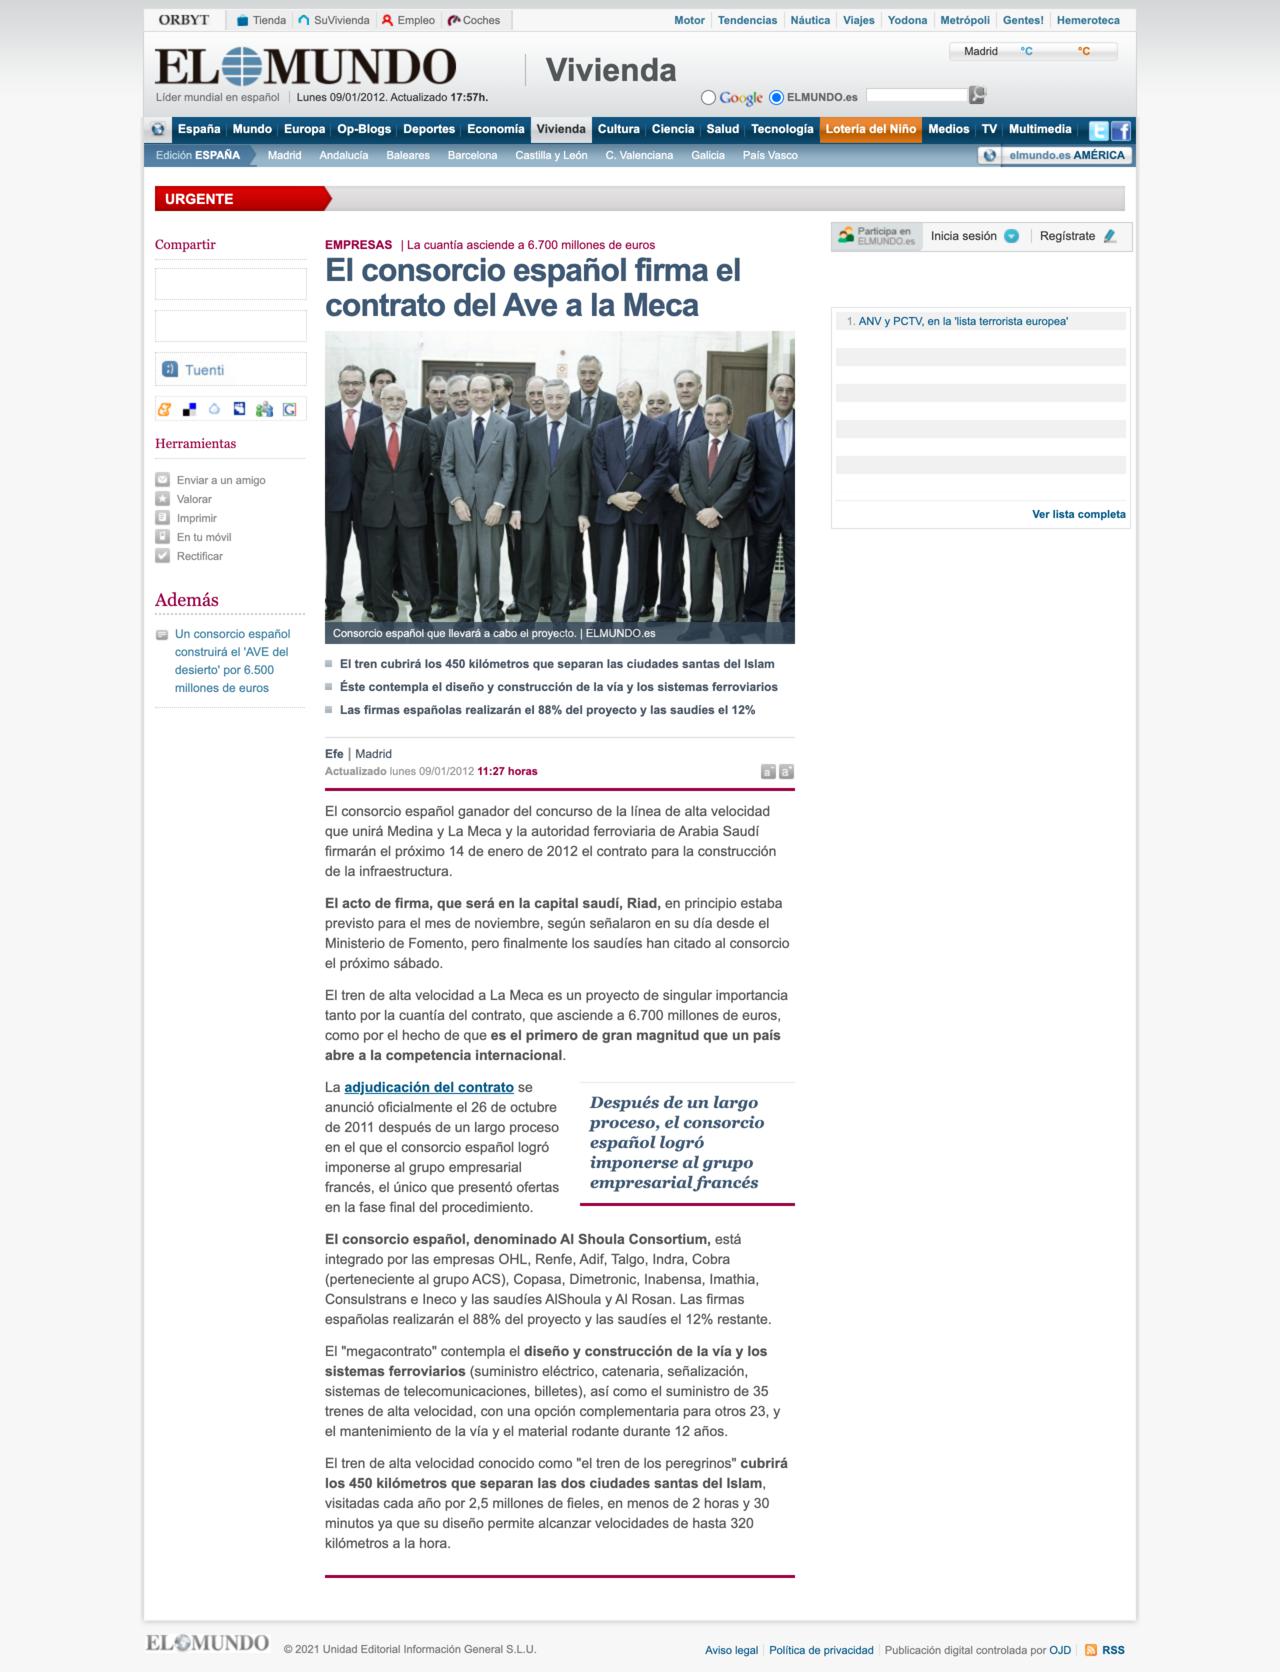 ORBYT Tienda SuVivienda Empleo Coches Motor Tendencias Náutica Viajes Yodona Metrópoli Gentes! Hemeroteca
EL MUNDO Vivienda
Madrid °C °C
Líder mundial en español Lunes 09/01/2012. Actualizado 17:57h.
Google ELMUNDO.es
España Mundo Europa Op-Blogs Deportes Economía Vivienda Cultura Ciencia Salud Tecnología Lotería del Niño Medios TV Multimedia
Edición ESPAÑA Madrid Andalucía Baleares Barcelona Castilla y León C. Valenciana Galicia País Vasco elmundo.es AMÉRICA
URGENTE
Compartir
Tuenti
Herramientas
Enviar a un amigo
Valorar
Imprimir
En tu móvil
Rectificar
Además
Un consorcio español
construirá el 'AVE del
desierto' por 6.500
millones de euros
EMPRESAS | La cuantía asciende a 6.700 millones de euros
El consorcio español firma el
contrato del Ave a la Meca
Consorcio español que llevará a cabo el proyecto. | ELMUNDO.es
El tren cubrirá los 450 kilómetros que separan las ciudades santas del Islam
Éste contempla el diseño y construcción de la vía y los sistemas ferroviarios
Las firmas españolas realizarán el 88% del proyecto y las saudíes el 12%
Efe | Madrid
Actualizado lunes 09/01/2012 11:27 horas
El consorcio español ganador del concurso de la línea de alta velocidad
que unirá Medina y La Meca y la autoridad ferroviaria de Arabia Saudí
firmarán el próximo 14 de enero de 2012 el contrato para la construcción
de la infraestructura.
El acto de firma, que será en la capital saudí, Riad, en principio estaba
previsto para el mes de noviembre, según señalaron en su día desde el
Ministerio de Fomento, pero finalmente los saudíes han citado al consorcio
el próximo sábado.
El tren de alta velocidad a La Meca es un proyecto de singular importancia
tanto por la cuantía del contrato, que asciende a 6.700 millones de euros,
como por el hecho de que es el primero de gran magnitud que un país
abre a la competencia internacional.
La adjudicación del contrato se
anunció oficialmente el 26 de octubre
de 2011 después de un largo proceso
en el que el consorcio español logró
imponerse al grupo empresarial
francés, el único que presentó ofertas
en la fase final del procedimiento.
Después de un largo
proceso, el consorcio
español logró
imponerse al grupo
empresarial francés
El consorcio español, denominado Al Shoula Consortium, está
integrado por las empresas OHL, Renfe, Adif, Talgo, Indra, Cobra
(perteneciente al grupo ACS), Copasa, Dimetronic, Inabensa, Imathia,
Consulstrans e Ineco y las saudíes AlShoula y Al Rosan. Las firmas
españolas realizarán el 88% del proyecto y las saudíes el 12% restante.
El "megacontrato" contempla el diseño y construcción de la vía y los
sistemas ferroviarios (suministro eléctrico, catenaria, señalización,
sistemas de telecomunicaciones, billetes), así como el suministro de 35
trenes de alta velocidad, con una opción complementaria para otros 23, y
el mantenimiento de la vía y el material rodante durante 12 años.
El tren de alta velocidad conocido como "el tren de los peregrinos" cubrirá
los 450 kilómetros que separan las dos ciudades santas del Islam,
visitadas cada año por 2,5 millones de fieles, en menos de 2 horas y 30
minutos ya que su diseño permite alcanzar velocidades de hasta 320
kilómetros a la hora.
Participa en
ELMUNDO.es
Inicia sesión Regístrate
1. ANV y PCTV, en la 'lista terrorista europea'
Ver lista completa
EL MUNDO © 2021 Unidad Editorial Información General S.L.U. Aviso legal Política de privacidad Publicación digital controlada por OJD RSS